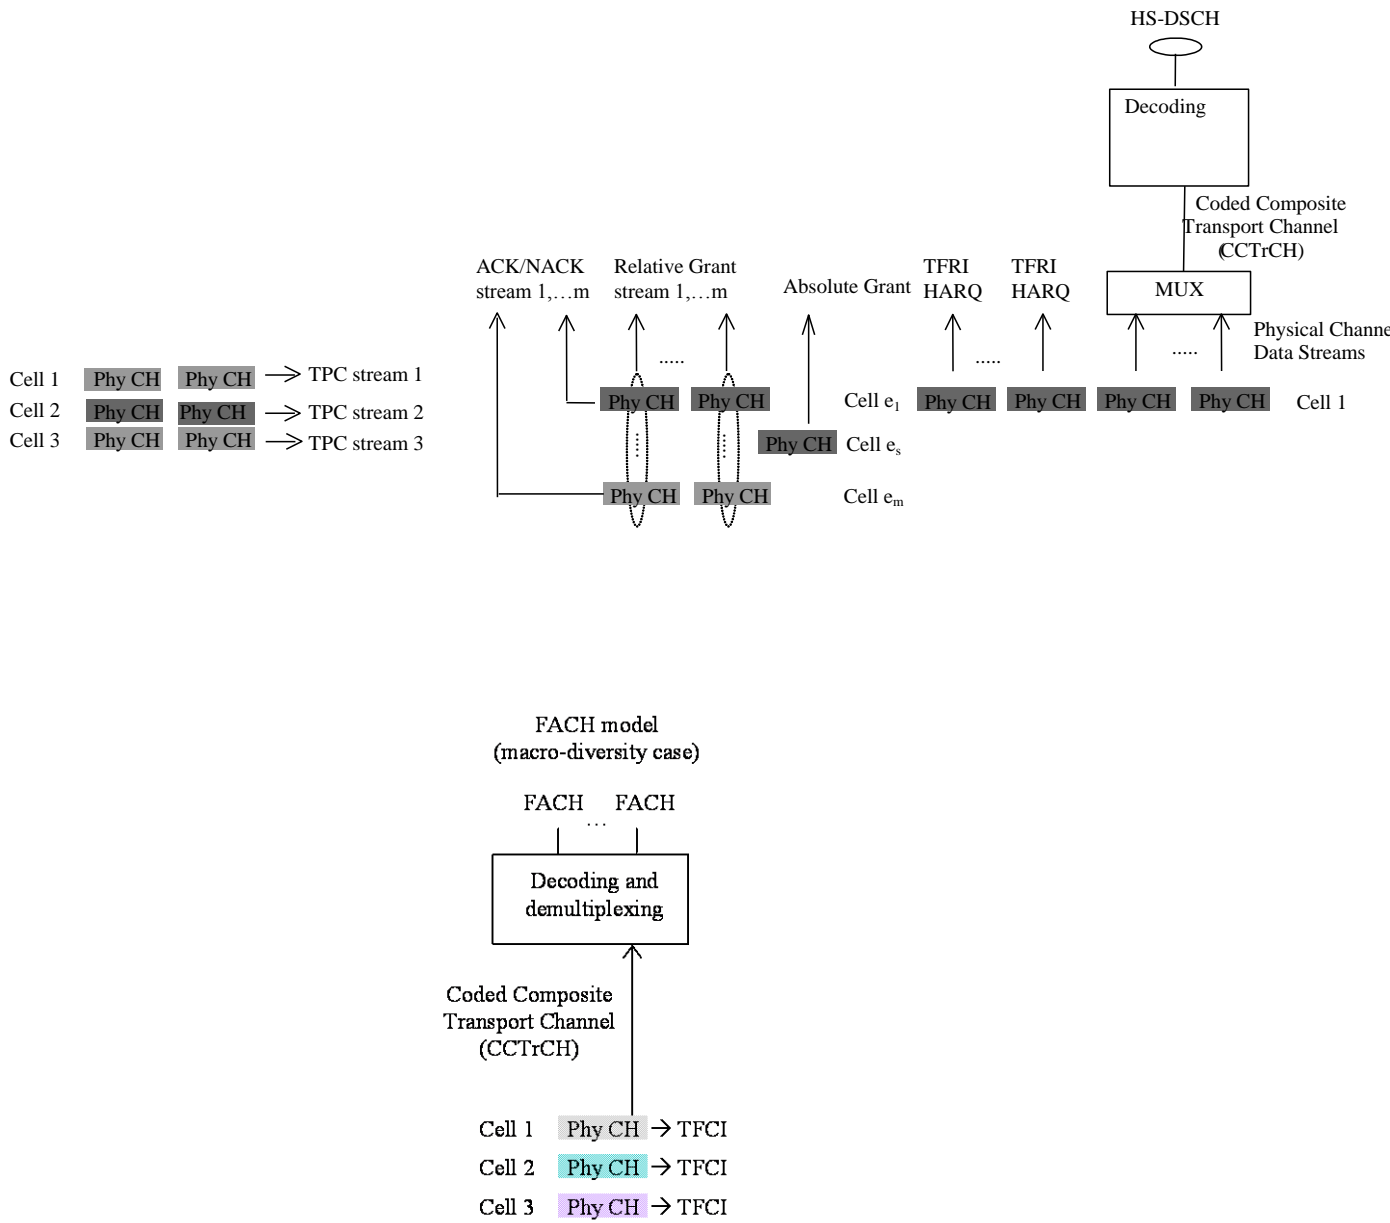 HS-DSCH
Decoding
Coded Composite
Transport Channel
(CCTrCH)
MUX
Physical Channe
Data Streams
ACK/NACK
stream 1,…m
Relative Grant
stream 1,…m
Absolute Grant
TFRI
HARQ
TFRI
HARQ
.....
.....
.....
Cell 1 Phy CH Phy CH TPC stream 1
Cell 2 Phy CH Phy CH TPC stream 2
Cell 3 Phy CH Phy CH TPC stream 3
Phy CH Phy CH Cell e1 Phy CH Phy CH Phy CH Phy CH Cell 1
Phy CH Cell es
Phy CH Phy CH Cell em
FACH model
(macro-diversity case)
FACH ... FACH
Decoding and
demultiplexing
Coded Composite
Transport Channel
(CCTrCH)
Cell 1 Phy CH → TFCI
Cell 2 Phy CH → TFCI
Cell 3 Phy CH → TFCI